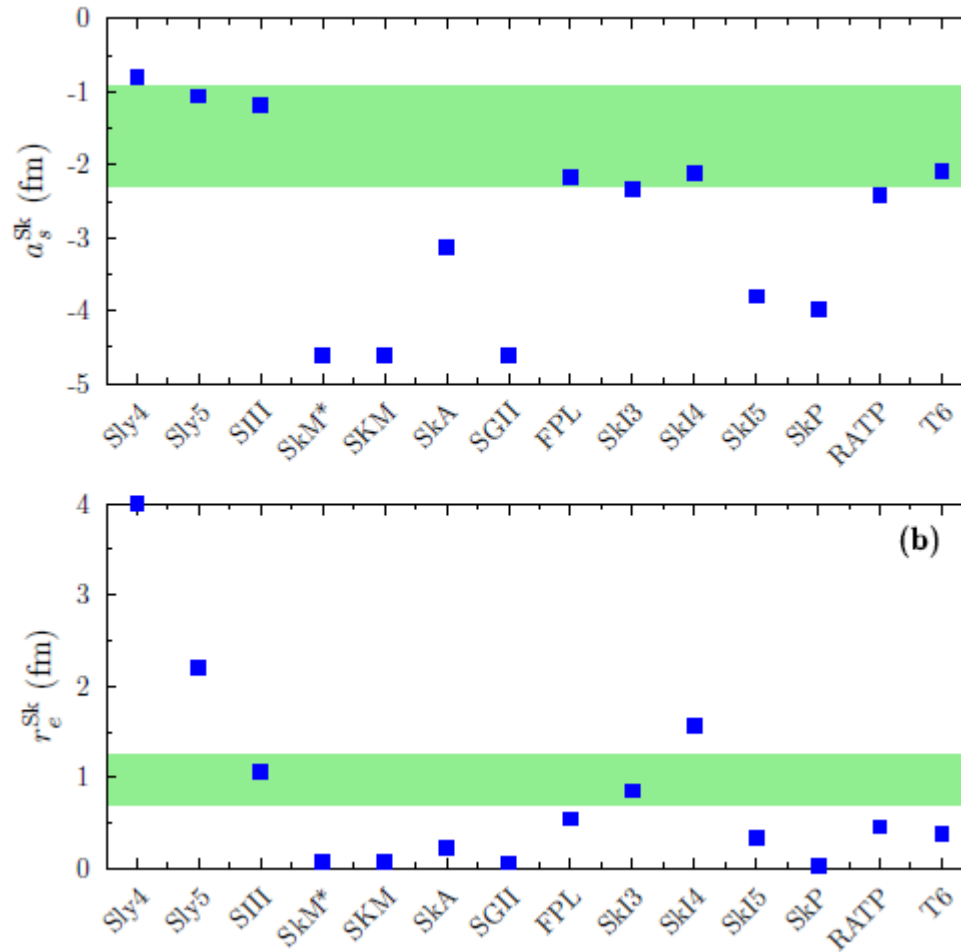 0
-1
-2
-3
-4
-5
a_s^Sk (fm)
Sly4 Sly5 SIII SkM* SKM SkA SGII FPL SkI3 SkI4 SkI5 SkP RATP T6
(b)
4
3
2
1
0
r_e^Sk (fm)
Sly4 Sly5 SIII SkM* SKM SkA SGII FPL SkI3 SkI4 SkI5 SkP RATP T6